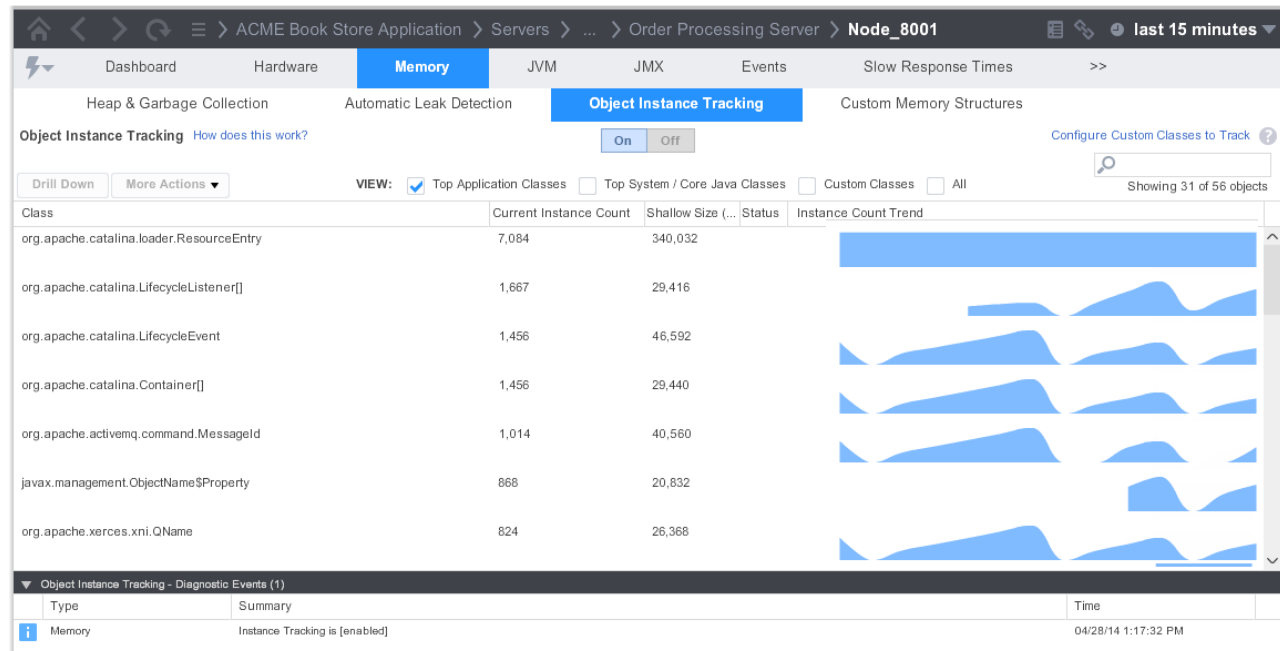 ACME Book Store Application > Servers > ... > Order Processing Server > Node_8001 last 15 minutes
Dashboard Hardware Memory JVM JMX Events Slow Response Times >>
Heap & Garbage Collection Automatic Leak Detection Object Instance Tracking Custom Memory Structures
Object Instance Tracking How does this work? On Off Configure Custom Classes to Track ?
Drill Down More Actions VIEW: Top Application Classes Top System / Core Java Classes Custom Classes All Showing 31 of 56 objects
Class Current Instance Count Shallow Size (... Status Instance Count Trend
org.apache.catalina.loader.ResourceEntry 7,084 340,032
org.apache.catalina.LifecycleListener[] 1,667 29,416
org.apache.catalina.LifecycleEvent 1,456 46,592
org.apache.catalina.Container[] 1,456 29,440
org.apache.activemq.command.MessageId 1,014 40,560
javax.management.ObjectName$Property 868 20,832
org.apache.xerces.xni.QName 824 26,368
Object Instance Tracking - Diagnostic Events (1)
Type Summary Time
i Memory Instance Tracking is [enabled] 04/28/14 1:17:32 PM